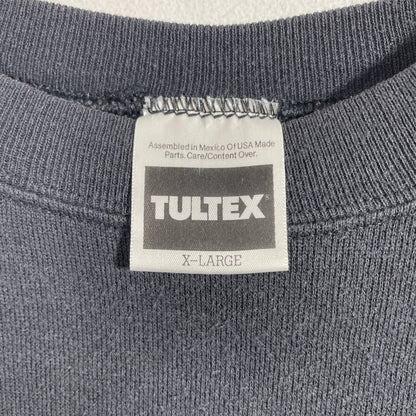 Assembled in Mexico Of USA Made
Parts. Care/Content Over.
TULTEX®
X-LARGE